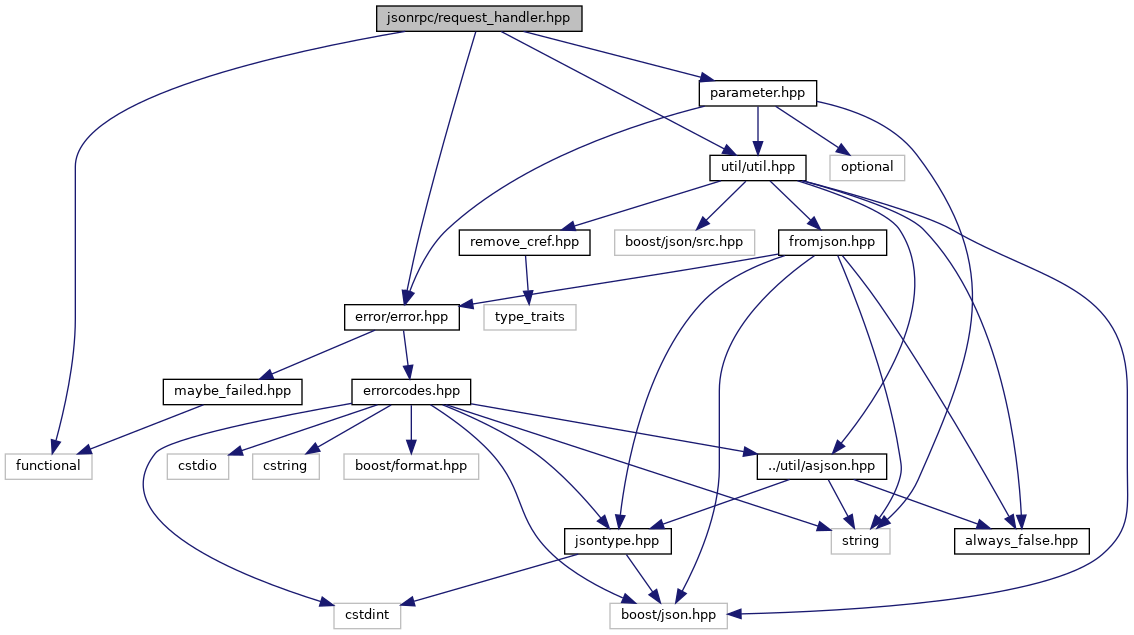 jsonrpc/request_handler.hpp
parameter.hpp
util/util.hpp
optional
remove_cref.hpp
boost/json/src.hpp
fromjson.hpp
error/error.hpp
type_traits
maybe_failed.hpp
errorcodes.hpp
functional
cstdio
cstring
boost/format.hpp
../util/asjson.hpp
jsontype.hpp
string
always_false.hpp
cstdint
boost/json.hpp